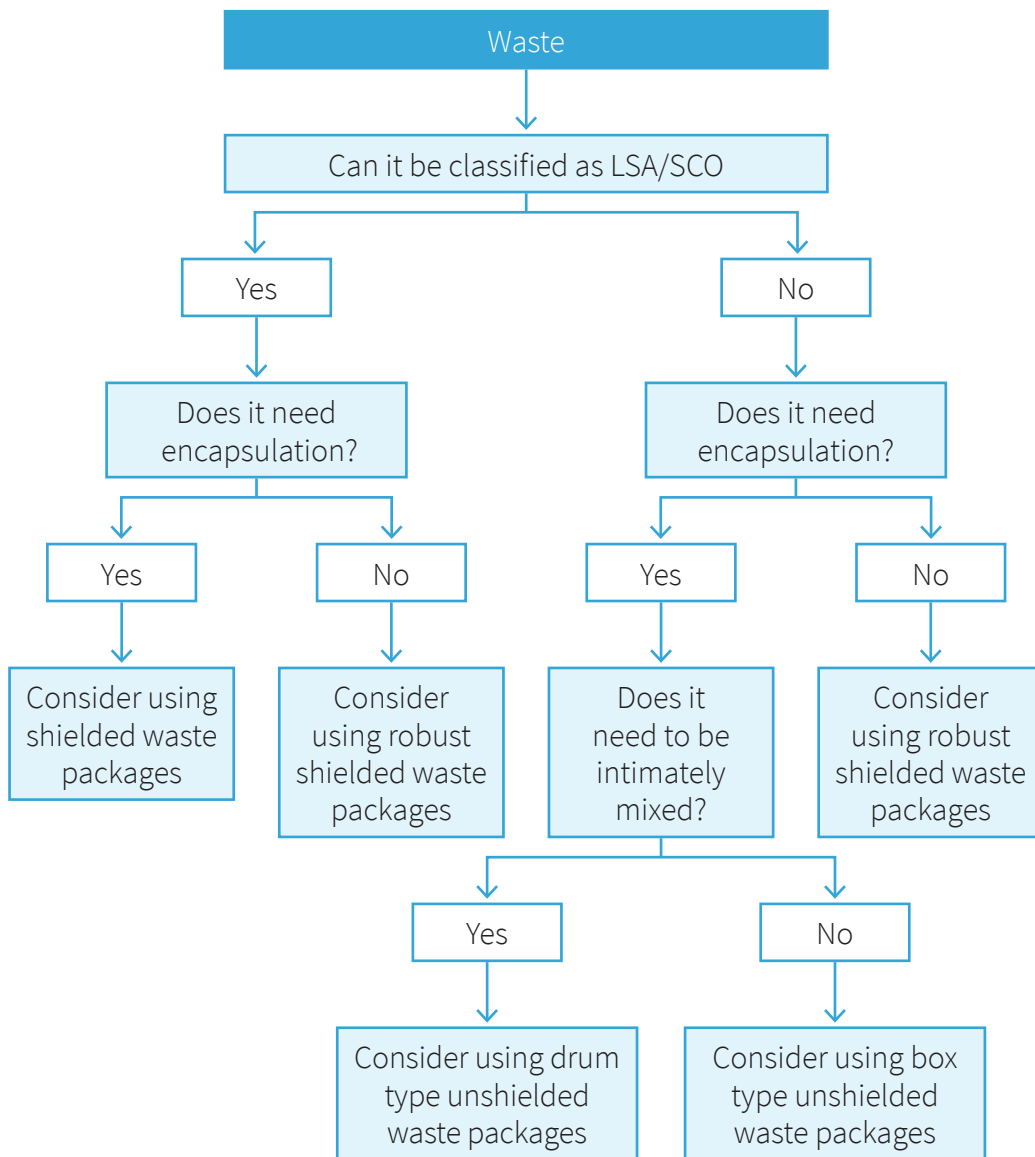 Waste
Can it be classified as LSA/SCO
Yes
No
Does it need
encapsulation?
Does it need
encapsulation?
Yes
No
Yes
No
Consider using
shielded waste
packages
Consider
using robust
shielded waste
packages
Does it
need to be
intimately
mixed?
Consider
using robust
shielded waste
packages
Yes
No
Consider using drum
type unshielded
waste packages
Consider using box
type unshielded
waste packages